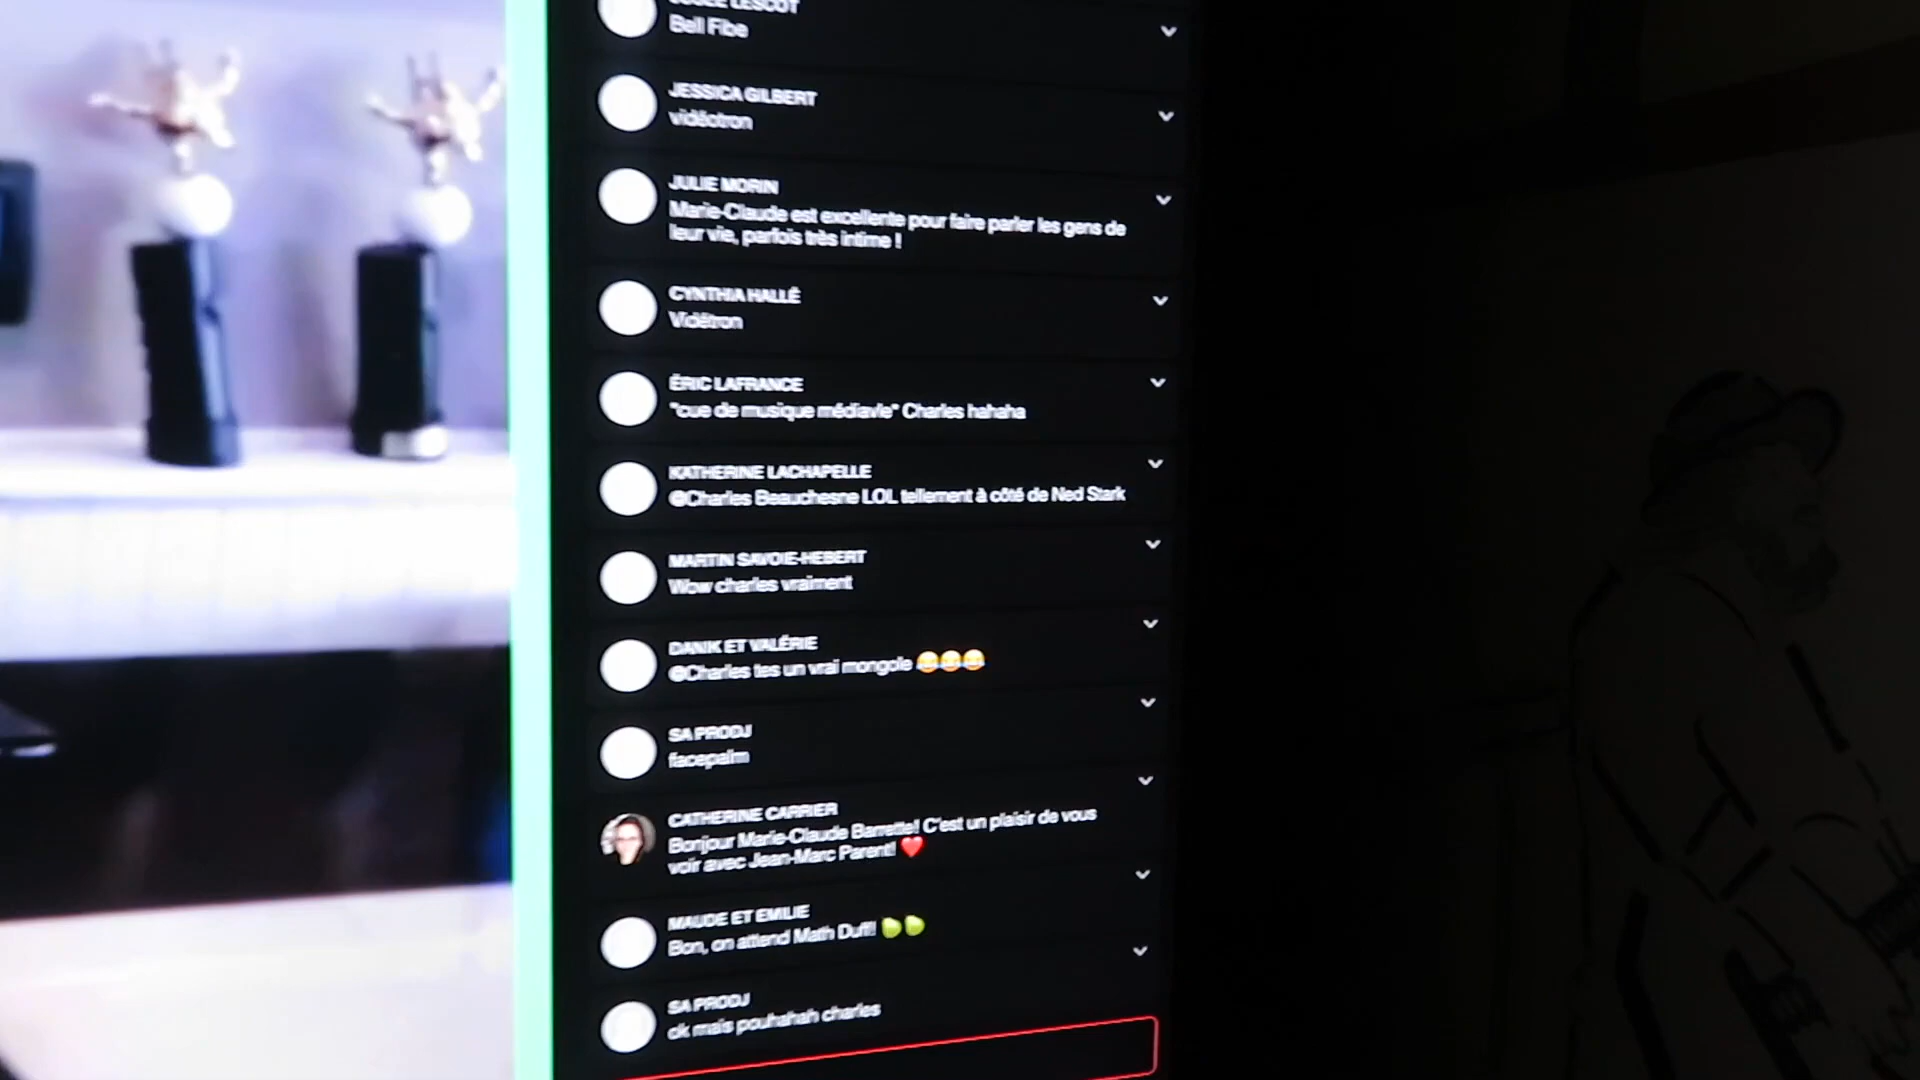 JOSÉE LESCOT
Bell Fibe
JESSICA GILBERT
vidéotron
JULIE MORIN
Marie-Claude est excellente pour faire parler les gens de
leur vie, parfois très intime !
CYNTHIA HALLÉ
Vidétron
ÉRIC LAFRANCE
"cue de musique médiavle" Charles hahaha
KATHERINE LACHAPELLE
@Charles Beauchesne LOL tellement à côté de Ned Stark
MARTIN SAVOIE-HEBERT
Wow charles vraiment
DANIK ET VALÉRIE
@Charles tes un vrai mongole 😂😂😂
SA PRODJ
facepalm
CATHERINE CARRIER
Bonjour Marie-Claude Barrette! C'est un plaisir de vous
voir avec Jean-Marc Parent! ❤️
MAUDE ET EMILIE
Bon, on attend Math Duff! 🍐🍐
SA PRODJ
ok mais pouhahah charles